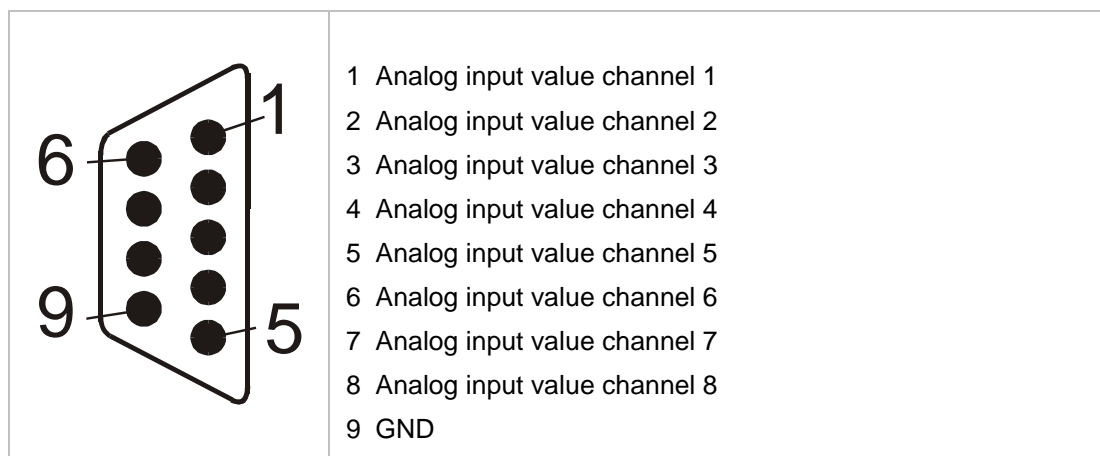 1
6
9
5
1 Analog input value channel 1
2 Analog input value channel 2
3 Analog input value channel 3
4 Analog input value channel 4
5 Analog input value channel 5
6 Analog input value channel 6
7 Analog input value channel 7
8 Analog input value channel 8
9 GND